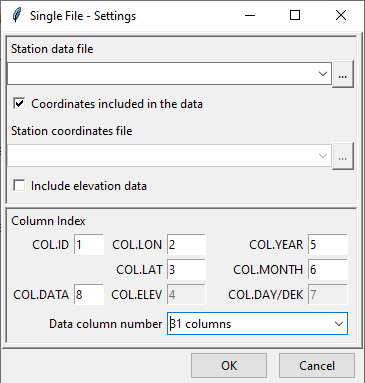 Single File - Settings
Station data file
...
Coordinates included in the data
Station coordinates file
...
Include elevation data
Column Index
COL.ID 1 COL.LON 2 COL.YEAR 5
COL.LAT 3 COL.MONTH 6
COL.DATA 8 COL.ELEV 4 COL.DAY/DEK 7
Data column number 31 columns
OK Cancel